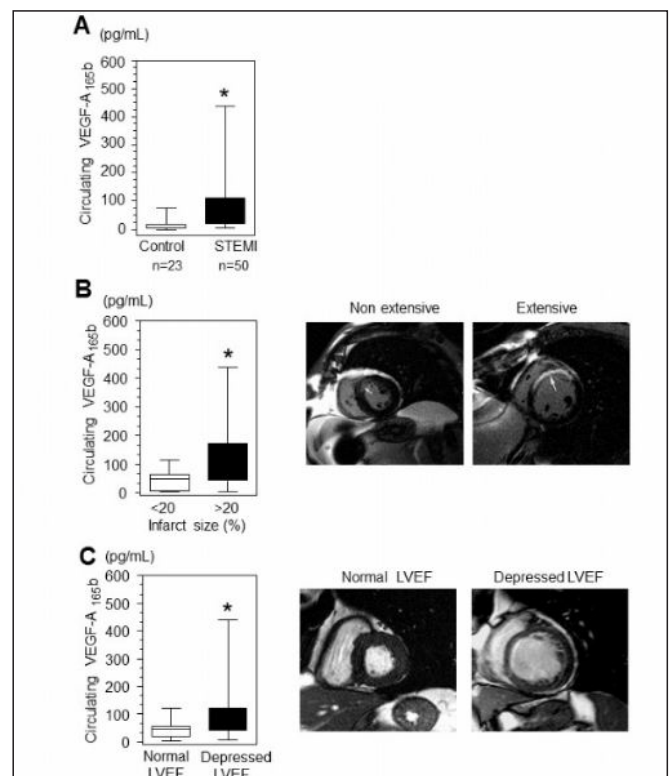 A (pg/mL)
Circulating VEGF-A165b
600
500
400
300
200
100
0
*
Control STEMI
n=23 n=50
B (pg/mL)
Circulating VEGF-A165b
600
500
400
300
200
100
0
*
<20 >20
Infarct size (%)
Non extensive Extensive
C (pg/mL)
Circulating VEGF-A165b
600
500
400
300
200
100
0
*
Normal Depressed
LVEF LVEF
Normal LVEF Depressed LVEF